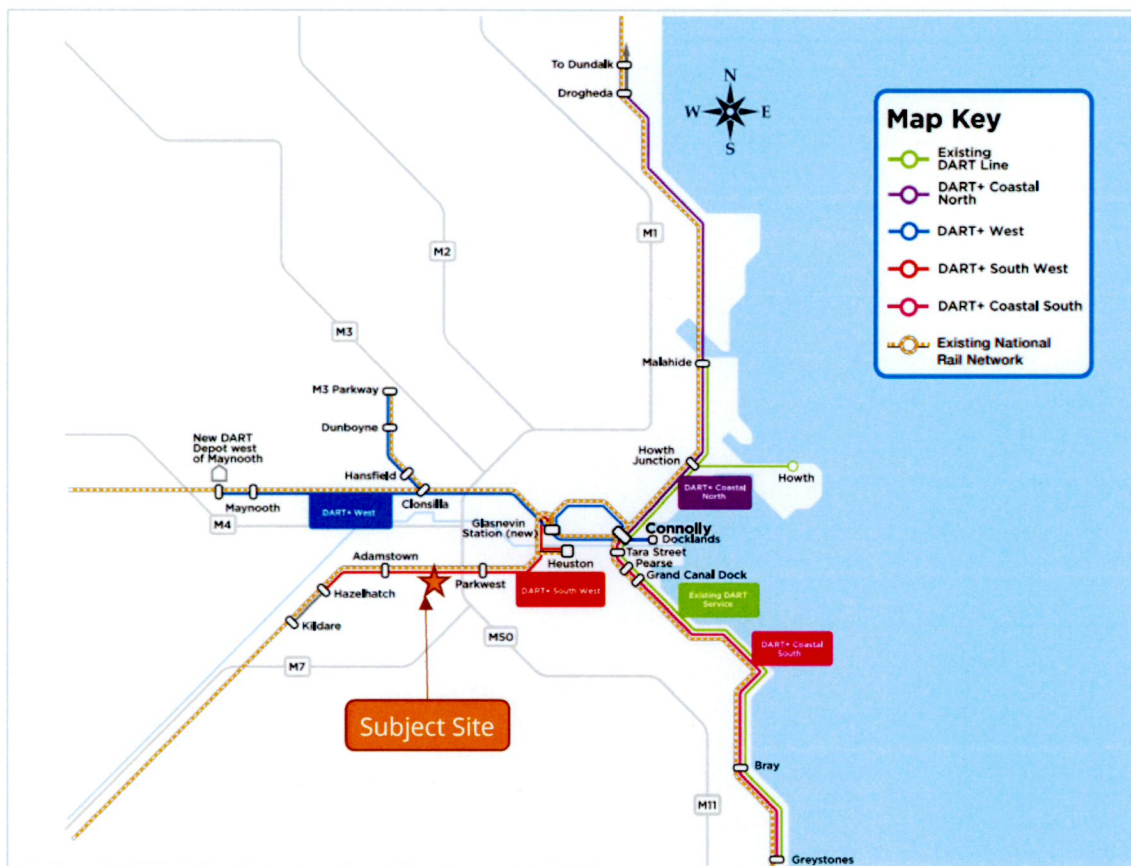 To Dundalk
Drogheda
N
W
E
S
Map Key
Existing
DART Line
DART+ Coastal
North
DART+ West
DART+ South West
DART+ Coastal South
Existing National
Rail Network
M1
M2
M3
Malahide
M3 Parkway
Dunboyne
New DART
Depot west
of Maynooth
Hansfield
Clonsilla
Maynooth
DART+ West
M4
Howth
Junction
Howth
DART+ Coastal
North
Glasnevin
Station (new)
Connolly
Docklands
Tara Street
Pearse
Grand Canal Dock
Heuston
Adamstown
Parkwest
DART+ South West
Existing DART
Service
Hazelhatch
Kildare
M50
DART+ Coastal
South
M7
Subject Site
Bray
M11
Greystones